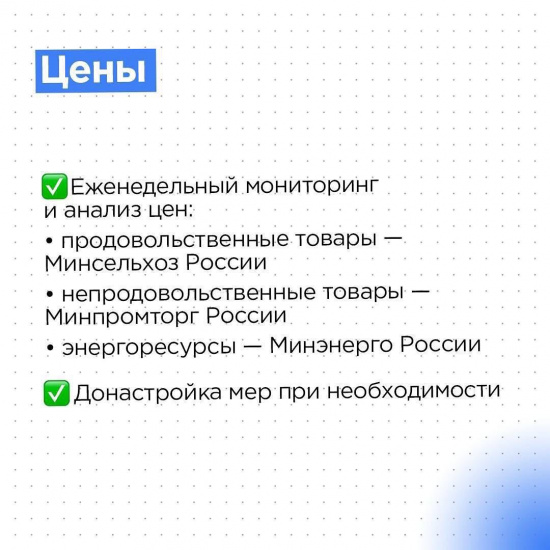 Цены
✅ Еженедельный мониторинг
и анализ цен:
• продовольственные товары —
Минсельхоз России
• непродовольственные товары —
Минпромторг России
• энергоресурсы — Минэнерго России
✅ Донастройка мер при необходимости